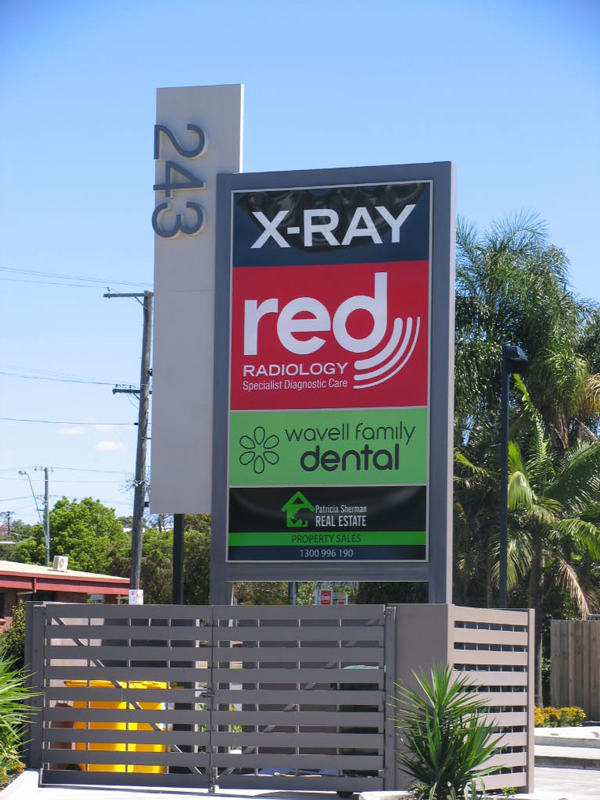 243
X-RAY
red
RADIOLOGY
Specialist Diagnostic Care
wavell family
dental
Patricia Sherman
REAL ESTATE
PROPERTY SALES
1300 996 190